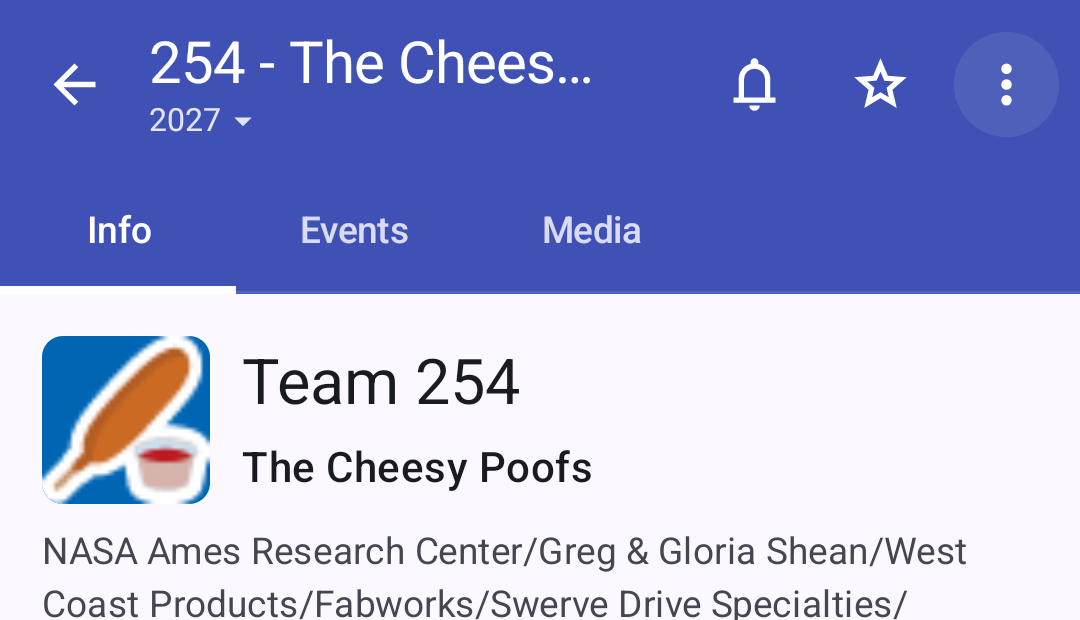 254 - The Chees...
2027
Info
Events
Media
Team 254
The Cheesy Poofs
NASA Ames Research Center/Greg & Gloria Shean/West
Coast Products/Fabworks/Swerve Drive Specialties/